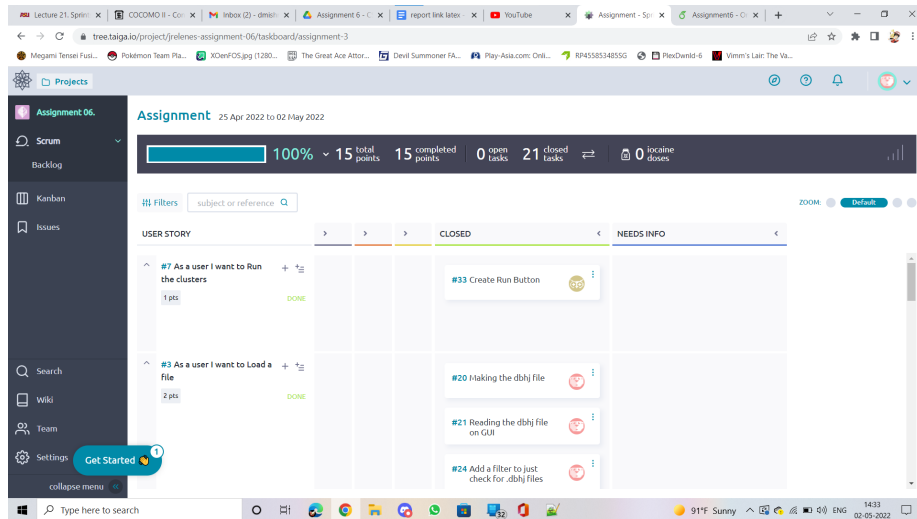 Lecture 21. Sprint
COCOMO II - Con
Inbox (2) - dmish
Assignment 6 - C
report link latex -
YouTube
Assignment - Spr
Assignment6 - O
tree.taiga.io/project/jrelenes-assignment-06/taskboard/assignment-3
Megami Tensei Fusi...
Pokémon Team Pla...
XOenFOS.jpg (1280...
The Great Ace Attor...
Devil Summoner FA...
Play-Asia.com: Onli...
RP455853485SG
PlexDwnld-6
Vimm's Lair: The Va...
Projects
Assignment 06.
Scrum
Backlog
Kanban
Issues
Search
Wiki
Team
Settings
Get Started
1
collapse menu
Assignment 25 Apr 2022 to 02 May 2022
100%
15 total points
15 completed points
0 open tasks
21 closed tasks
0 iocaine doses
Filters
subject or reference
ZOOM:
Default
USER STORY
CLOSED
NEEDS INFO
#7 As a user I want to Run
the clusters
1 pts
DONE
#33 Create Run Button
#3 As a user I want to Load a
file
2 pts
DONE
#20 Making the dbhj file
#21 Reading the dbhj file
on GUI
#24 Add a filter to just
check for .dbhj files
Type here to search
32
91°F Sunny
ENG
14:33
02-05-2022